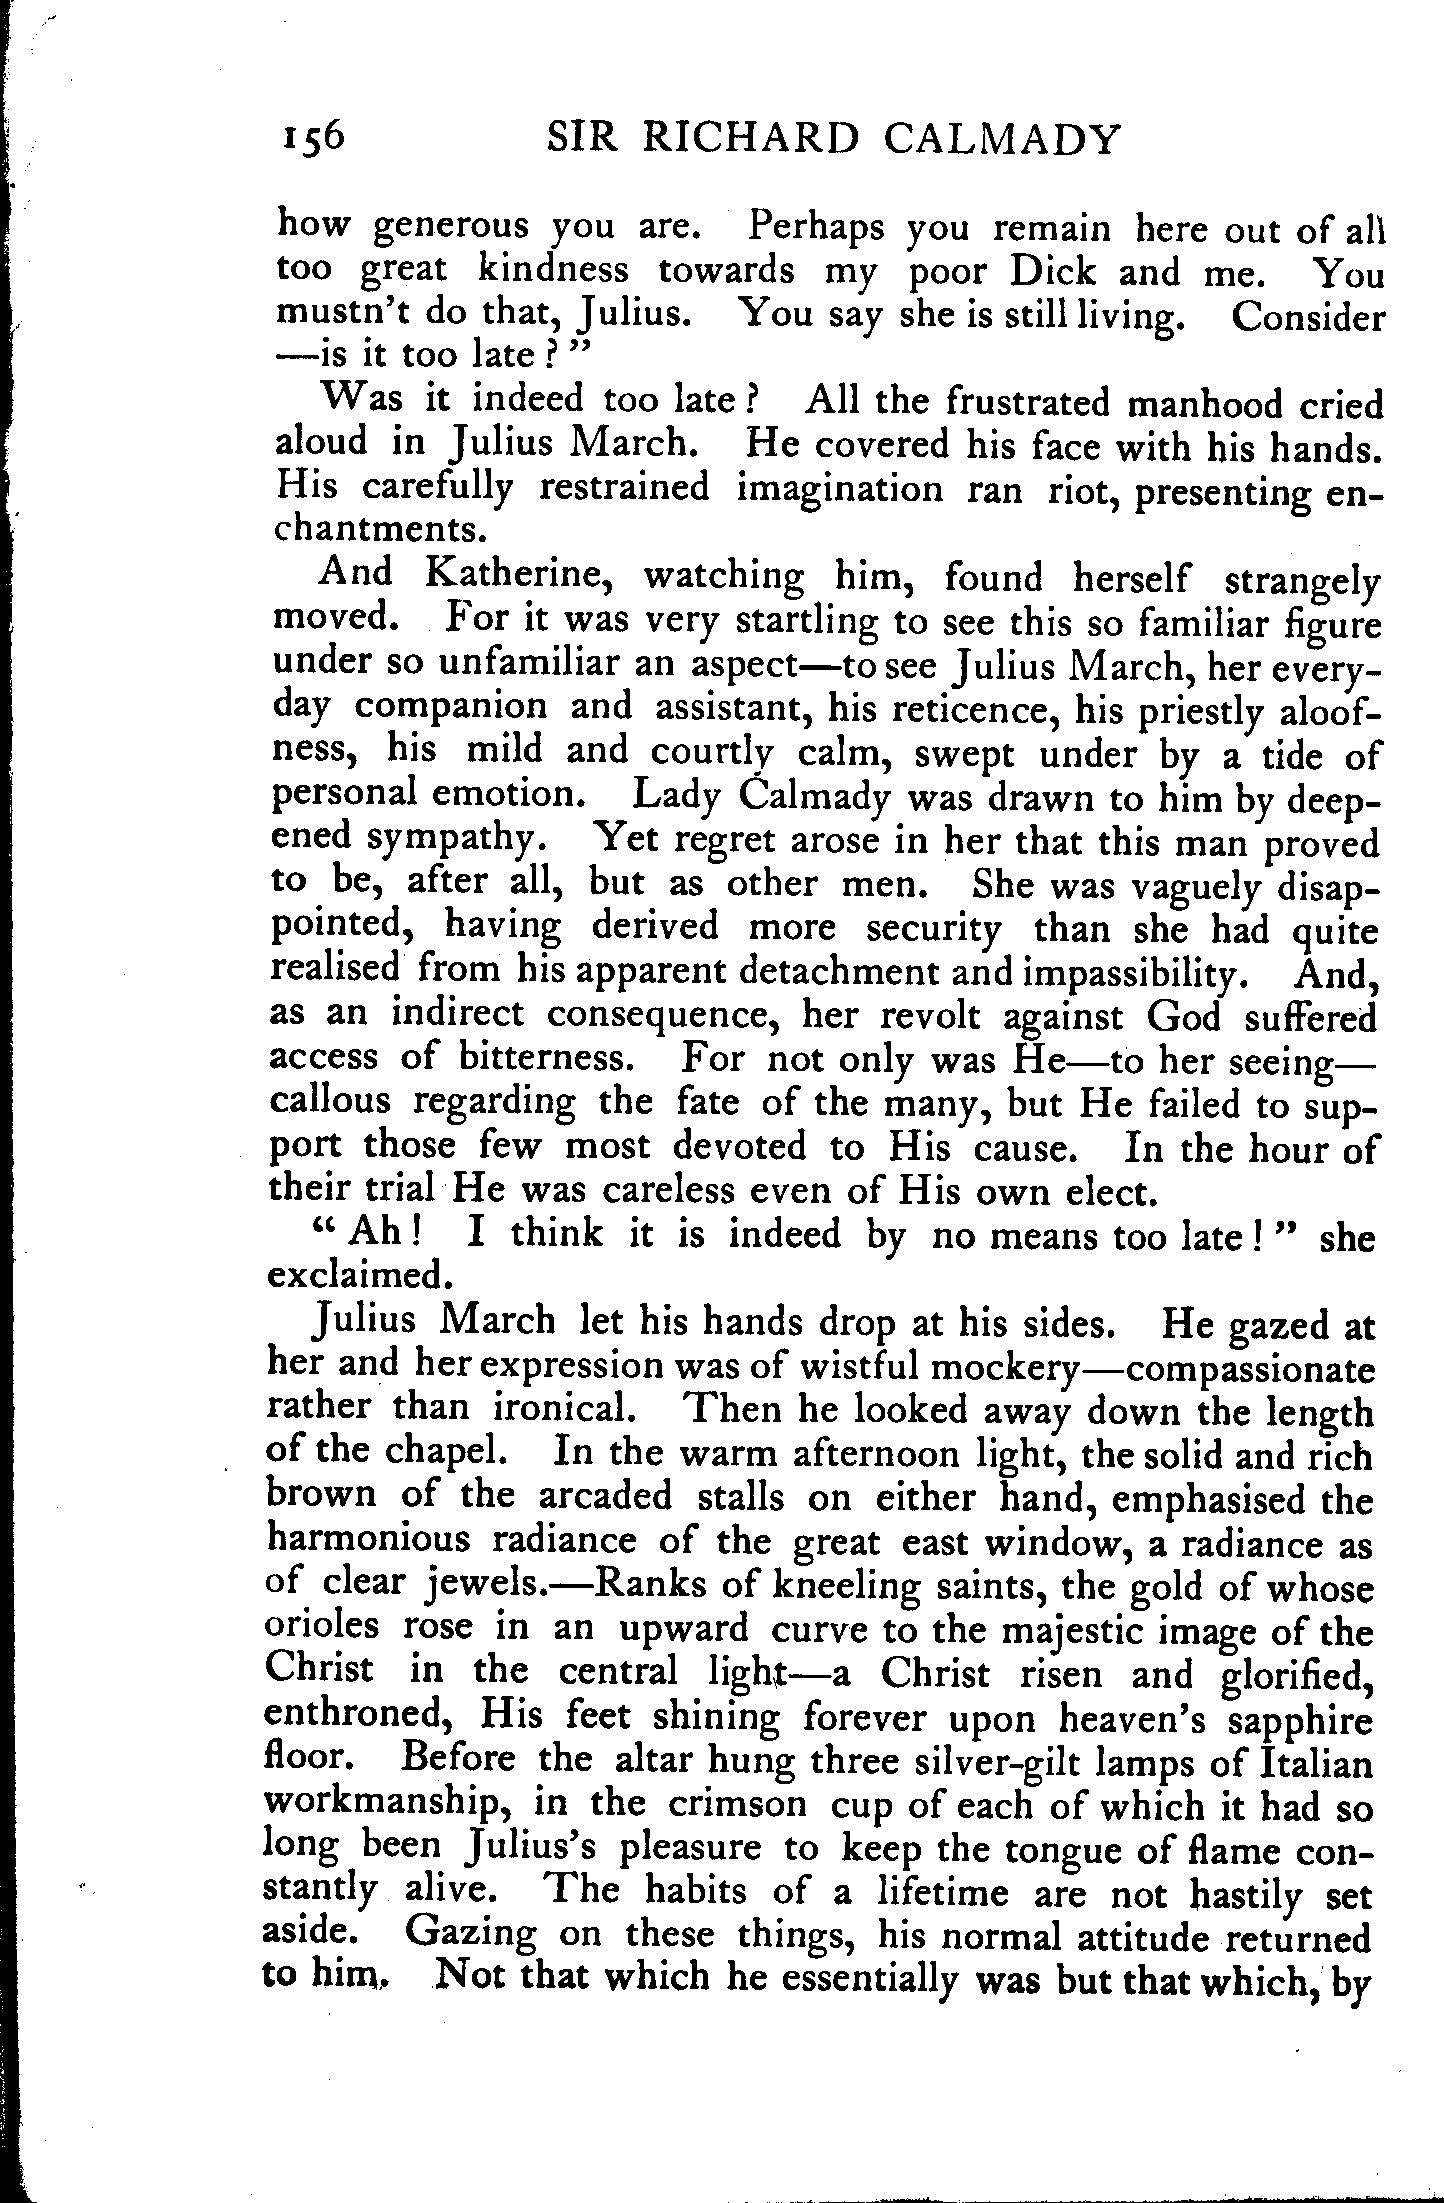 156 SIR RICHARD CALMADY
how generous you are. Perhaps you remain here out of all
too great kindness towards my poor Dick and me. You
mustn't do that, Julius. You say she is still living. Consider
—is it too late?”
Was it indeed too late? All the frustrated manhood cried
aloud in Julius March. He covered his face with his hands.
His carefully restrained imagination ran riot, presenting en-
chantments.
And Katherine, watching him, found herself strangely
moved. For it was very startling to see this so familiar figure
under so unfamiliar an aspect—to see Julius March, her every-
day companion and assistant, his reticence, his priestly aloof-
ness, his mild and courtly calm, swept under by a tide of
personal emotion. Lady Calmady was drawn to him by deep-
ened sympathy. Yet regret arose in her that this man proved
to be, after all, but as other men. She was vaguely disap-
pointed, having derived more security than she had quite
realised from his apparent detachment and impassibility. And,
as an indirect consequence, her revolt against God suffered
access of bitterness. For not only was He—to her seeing—
callous regarding the fate of the many, but He failed to sup-
port those few most devoted to His cause. In the hour of
their trial He was careless even of His own elect.
“Ah! I think it is indeed by no means too late!” she
exclaimed.
Julius March let his hands drop at his sides. He gazed at
her and her expression was of wistful mockery—compassionate
rather than ironical. Then he looked away down the length
of the chapel. In the warm afternoon light, the solid and rich
brown of the arcaded stalls on either hand, emphasised the
harmonious radiance of the great east window, a radiance as
of clear jewels.—Ranks of kneeling saints, the gold of whose
orioles rose in an upward curve to the majestic image of the
Christ in the central light—a Christ risen and glorified,
enthroned, His feet shining forever upon heaven's sapphire
floor. Before the altar hung three silver-gilt lamps of Italian
workmanship, in the crimson cup of each of which it had so
long been Julius's pleasure to keep the tongue of flame con-
stantly alive. The habits of a lifetime are not hastily set
aside. Gazing on these things, his normal attitude returned
to him. Not that which he essentially was but that which, by